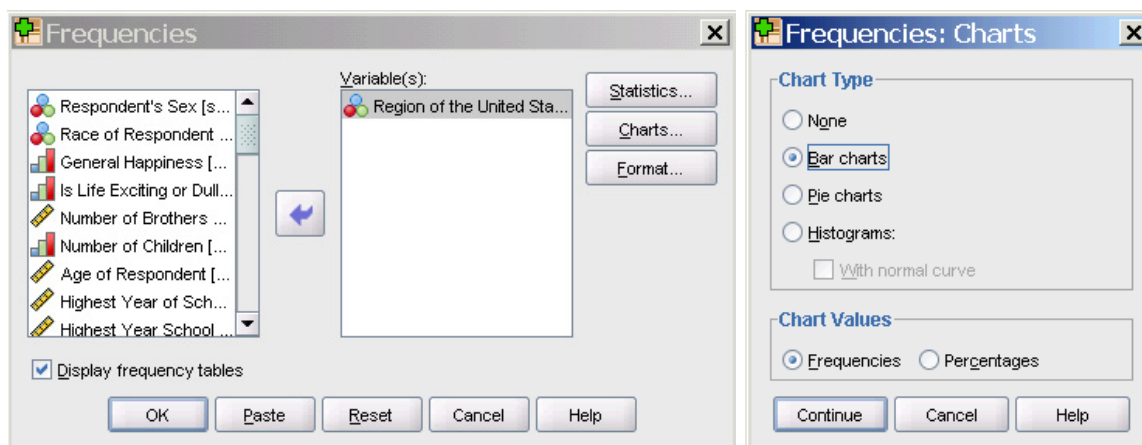 Frequencies
Variable(s):
Respondent's Sex [s...
Race of Respondent ...
General Happiness [...
Is Life Exciting or Dull...
Number of Brothers ...
Number of Children [...
Age of Respondent [...
Highest Year of Sch...
Highest Year School ...
Region of the United Sta...
Statistics...
Charts...
Format...
Display frequency tables
OK Paste Reset Cancel Help
Frequencies: Charts
Chart Type
None
Bar charts
Pie charts
Histograms:
With normal curve
Chart Values
Frequencies Percentages
Continue Cancel Help